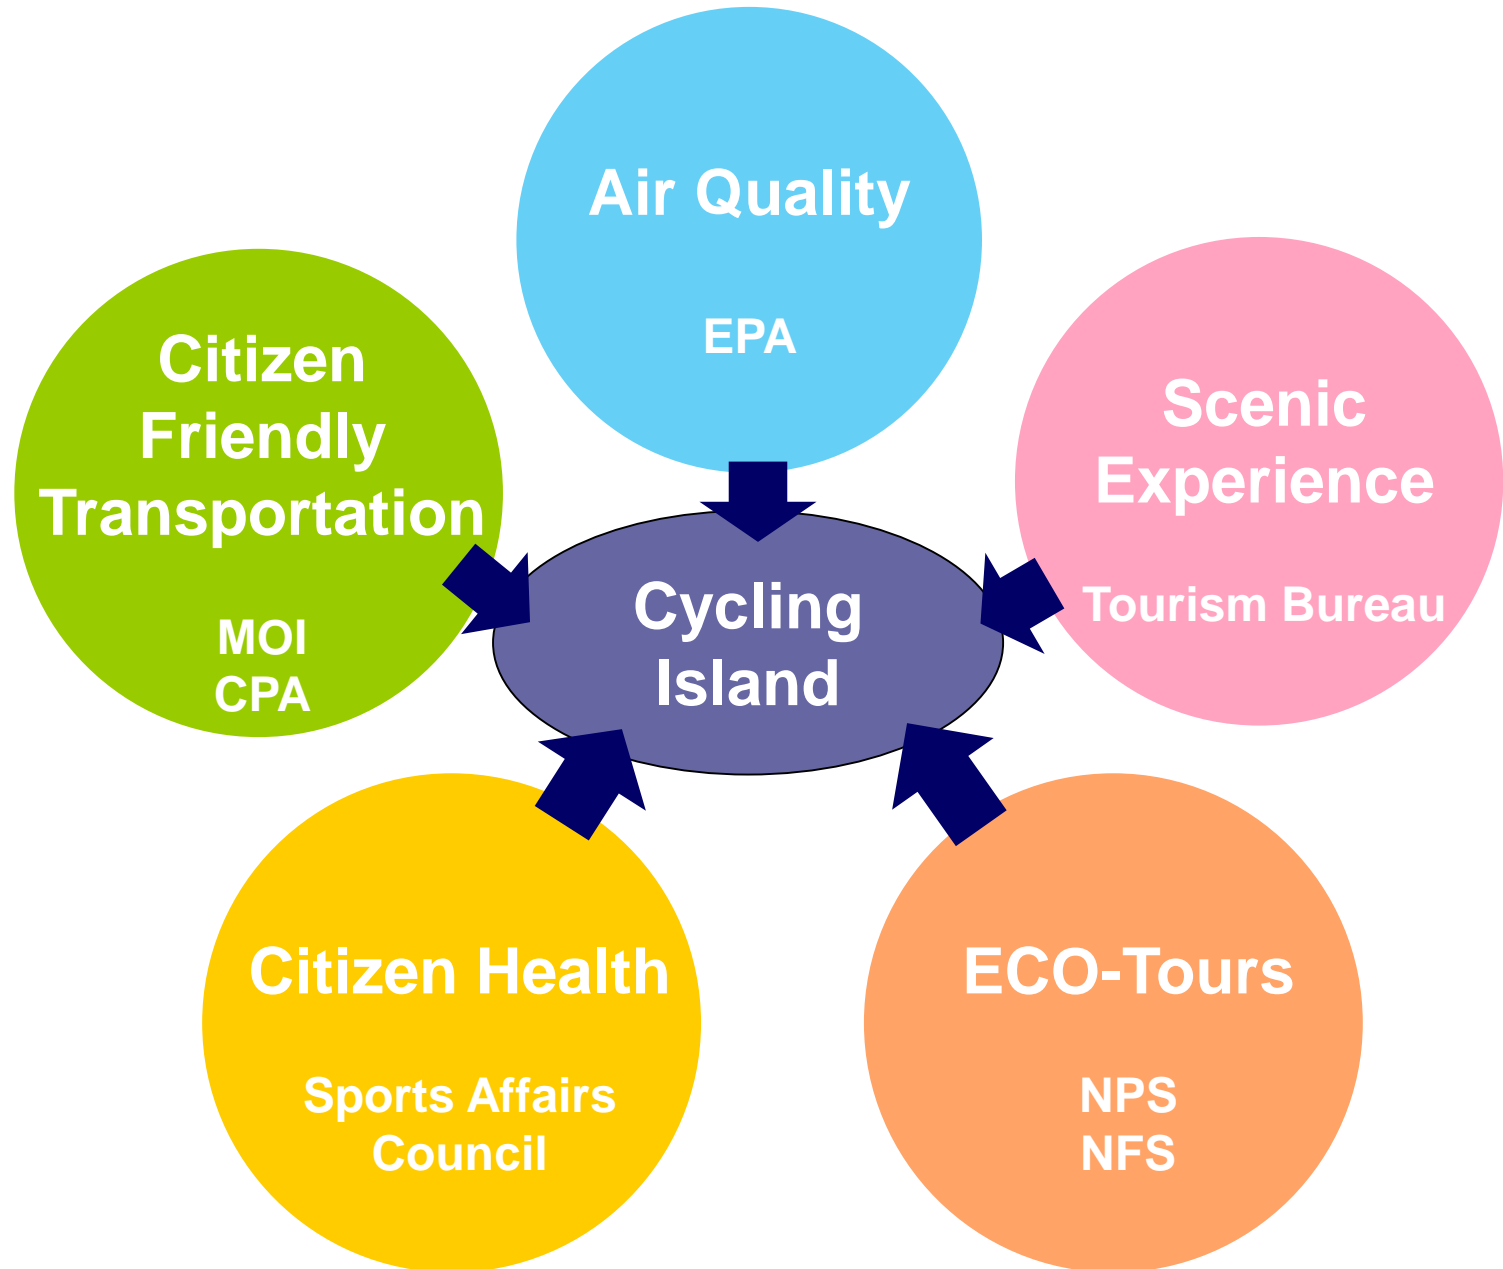 Air Quality
EPA
Citizen
Friendly
Transportation
MOI
CPA
Scenic
Experience
Tourism Bureau
Cycling
Island
Citizen Health
Sports Affairs
Council
ECO-Tours
NPS
NFS